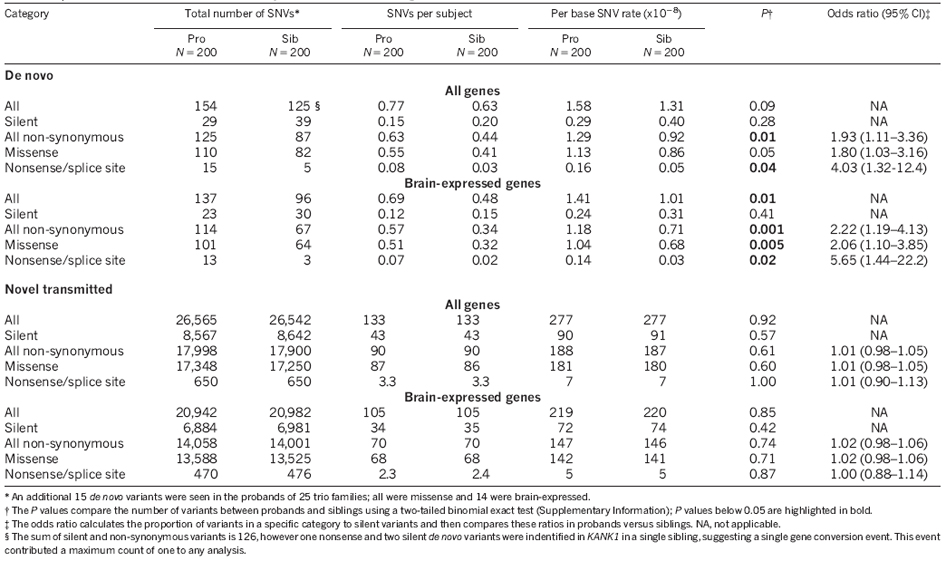 Category Total number of SNVs* SNVs per subject Per base SNV rate (x10⁻⁸) P† Odds ratio (95% CI)‡
Pro Sib Pro Sib Pro Sib
N = 200 N = 200 N = 200 N = 200 N = 200 N = 200
De novo
All genes
All 154 125 § 0.77 0.63 1.58 1.31 0.09 NA
Silent 29 39 0.15 0.20 0.29 0.40 0.28 NA
All non-synonymous 125 87 0.63 0.44 1.29 0.92 0.01 1.93 (1.11–3.36)
Missense 110 82 0.55 0.41 1.13 0.86 0.05 1.80 (1.03–3.16)
Nonsense/splice site 15 5 0.08 0.03 0.16 0.05 0.04 4.03 (1.32-12.4)
Brain-expressed genes
All 137 96 0.69 0.48 1.41 1.01 0.01 NA
Silent 23 30 0.12 0.15 0.24 0.31 0.41 NA
All non-synonymous 114 67 0.57 0.34 1.18 0.71 0.001 2.22 (1.19–4.13)
Missense 101 64 0.51 0.32 1.04 0.68 0.005 2.06 (1.10–3.85)
Nonsense/splice site 13 3 0.07 0.02 0.14 0.03 0.02 5.65 (1.44–22.2)
Novel transmitted
All genes
All 26,565 26,542 133 133 277 277 0.92 NA
Silent 8,567 8,642 43 43 90 91 0.57 NA
All non-synonymous 17,998 17,900 90 90 188 187 0.61 1.01 (0.98–1.05)
Missense 17,348 17,250 87 86 181 180 0.60 1.01 (0.98–1.05)
Nonsense/splice site 650 650 3.3 3.3 7 7 1.00 1.01 (0.90–1.13)
Brain-expressed genes
All 20,942 20,982 105 105 219 220 0.85 NA
Silent 6,884 6,981 34 35 72 74 0.42 NA
All non-synonymous 14,058 14,001 70 70 147 146 0.74 1.02 (0.98–1.06)
Missense 13,588 13,525 68 68 142 141 0.71 1.02 (0.98–1.06)
Nonsense/splice site 470 476 2.3 2.4 5 5 0.87 1.00 (0.88–1.14)
* An additional 15 de novo variants were seen in the probands of 25 trio families; all were missense and 14 were brain-expressed.
† The P values compare the number of variants between probands and siblings using a two-tailed binomial exact test (Supplementary Information); P values below 0.05 are highlighted in bold.
‡ The odds ratio calculates the proportion of variants in a specific category to silent variants and then compares these ratios in probands versus siblings. NA, not applicable.
§ The sum of silent and non-synonymous variants is 126, however one nonsense and two silent de novo variants were indentified in KANK1 in a single sibling, suggesting a single gene conversion event. This event
contributed a maximum count of one to any analysis.